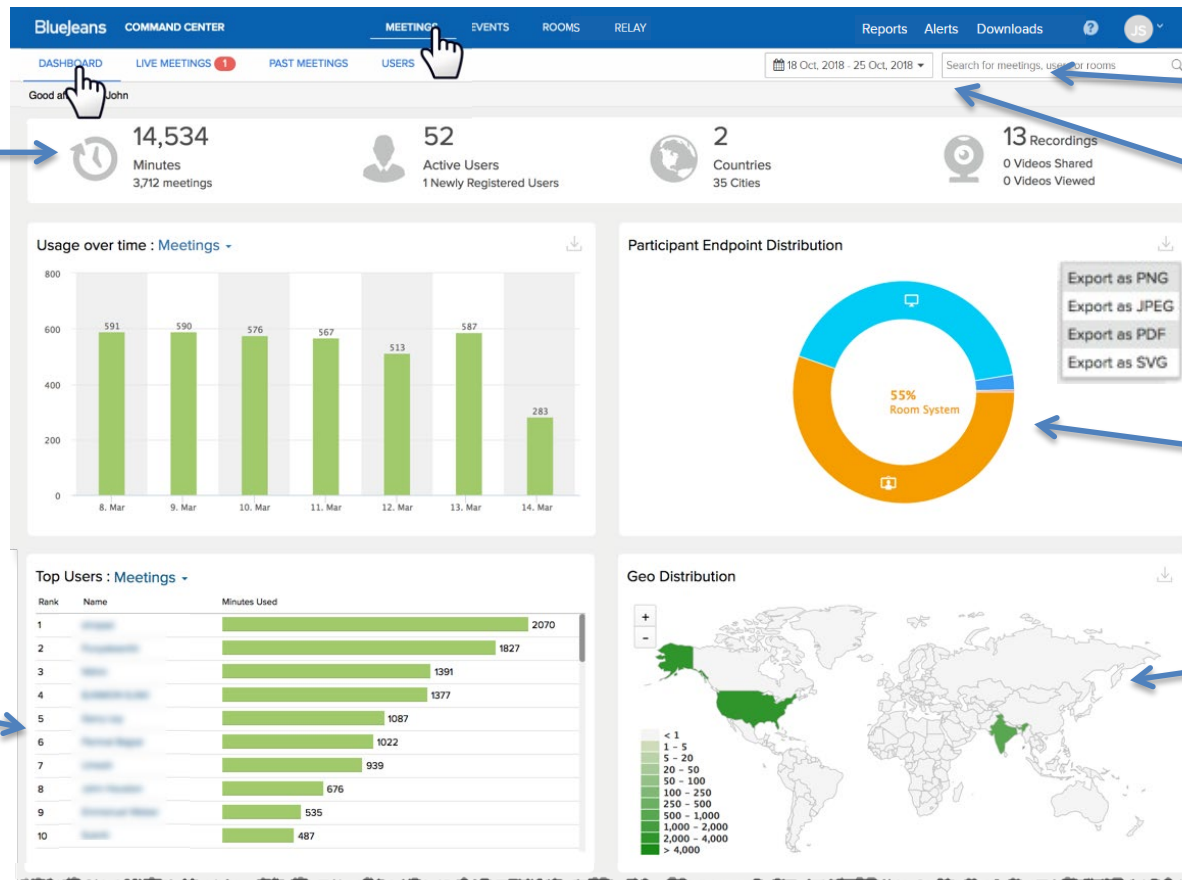 BlueJeans COMMAND CENTER MEETINGS EVENTS ROOMS RELAY Reports Alerts Downloads ? JS
DASHBOARD LIVE MEETINGS 1 PAST MEETINGS USERS 18 Oct, 2018 - 25 Oct, 2018 Search for meetings, users or rooms
Good John
14,534
Minutes
3,712 meetings
52
Active Users
1 Newly Registered Users
2
Countries
35 Cities
13 Recordings
0 Videos Shared
0 Videos Viewed
Usage over time : Meetings
800
600
400
200
0
591
590
576
567
513
587
283
8. Mar
9. Mar
10. Mar
11. Mar
12. Mar
13. Mar
14. Mar
Participant Endpoint Distribution
Export as PNG
Export as JPEG
Export as PDF
Export as SVG
55%
Room System
Top Users : Meetings
Rank Name Minutes Used
1 2070
2 1827
3 1391
4 1377
5 1087
6 1022
7 939
8 676
9 535
10 487
Geo Distribution
+
-
< 1
1 - 5
5 - 20
20 - 50
50 - 100
100 - 250
250 - 500
500 - 1,000
1,000 - 2,000
2,000 - 4,000
> 4,000